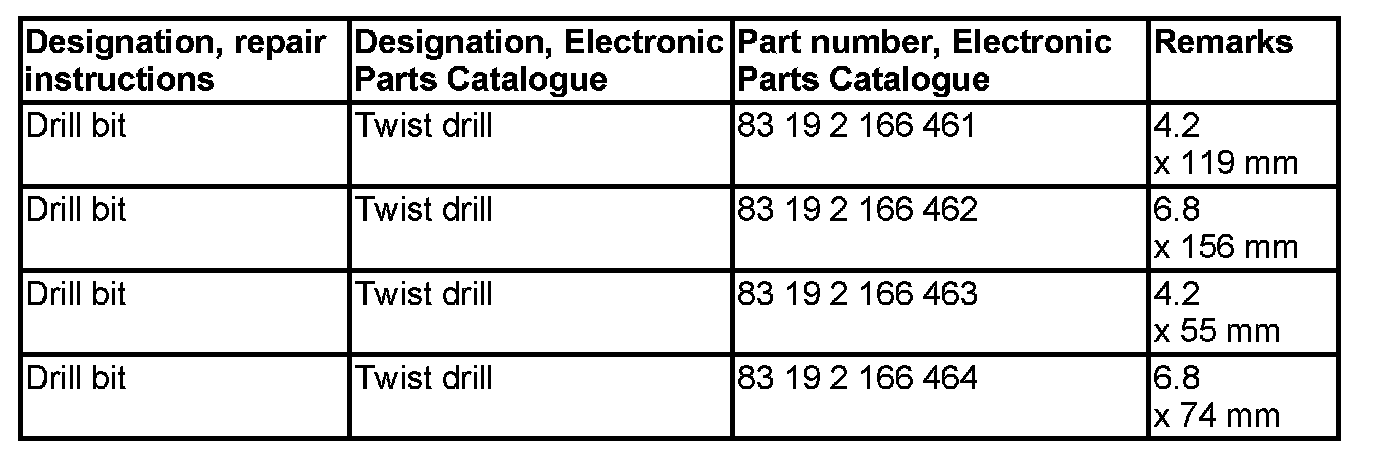 Designation, repair instructions
Designation, Electronic Parts Catalogue
Part number, Electronic Parts Catalogue
Remarks
Drill bit
Twist drill
83 19 2 166 461
4.2
x 119 mm
Drill bit
Twist drill
83 19 2 166 462
6.8
x 156 mm
Drill bit
Twist drill
83 19 2 166 463
4.2
x 55 mm
Drill bit
Twist drill
83 19 2 166 464
6.8
x 74 mm